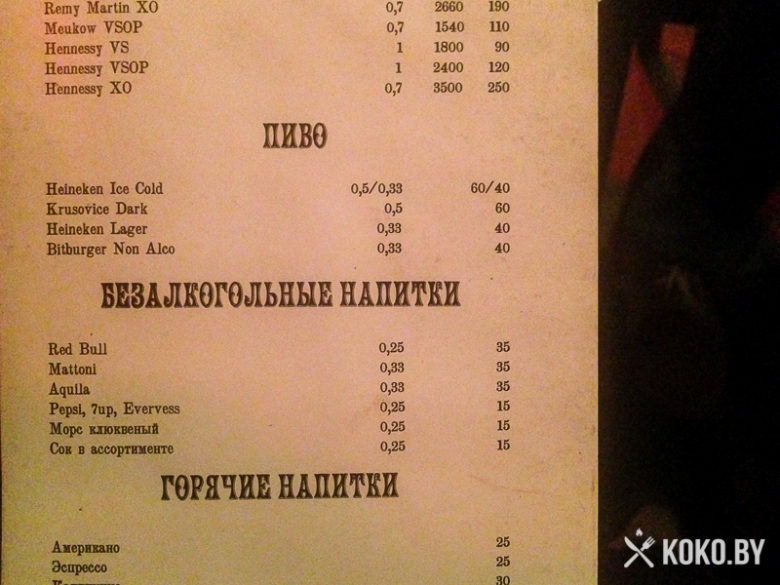 Remy Martin XO 0,7 2660 190
Meukow VSOP 0,7 1540 110
Hennessy VS 1 1800 90
Hennessy VSOP 1 2400 120
Hennessy XO 0,7 3500 250
ПИВО
Heineken Ice Cold 0,5/0,33 60/40
Krusovice Dark 0,5 60
Heineken Lager 0,33 40
Bitburger Non Alco 0,33 40
БЕЗАЛКОГОЛЬНЫЕ НАПИТКИ
Red Bull 0,25 35
Mattoni 0,33 35
Aquila 0,33 35
Pepsi, 7up, Evervess 0,25 15
Морс клюквеный 0,25 15
Сок в ассортименте 0,25 15
ГОРЯЧИЕ НАПИТКИ
Американо 25
Эспрессо 25
30
KOKO.BY